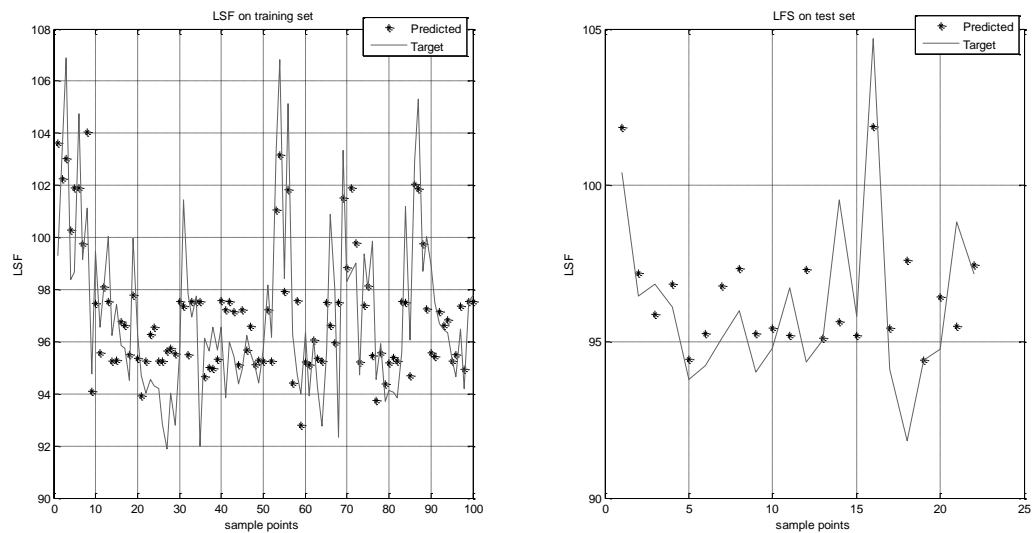 LSF on training set
Predicted
Target
108
106
104
102
100
98
96
94
92
90
LSF
0 10 20 30 40 50 60 70 80 90 100
sample points
LFS on test set
Predicted
Target
105
100
95
90
LSF
0 5 10 15 20 25
sample points